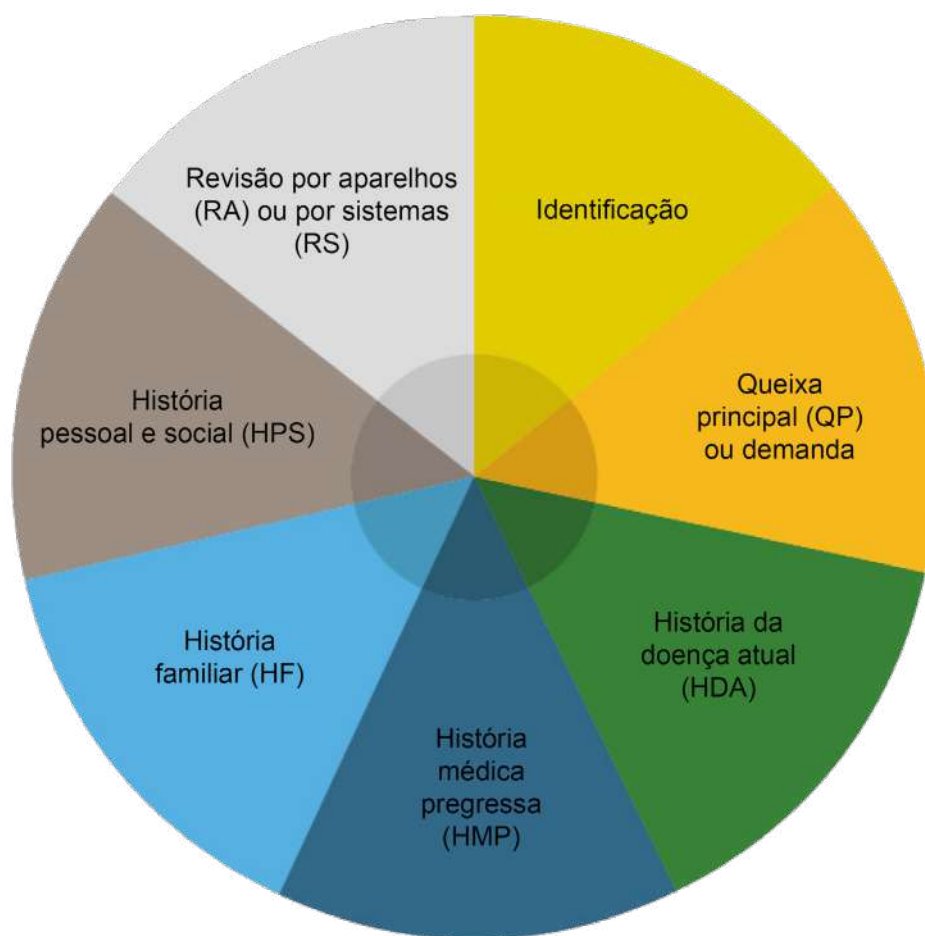 Identificação
Queixa
principal (QP)
ou demanda
História da
doença atual
(HDA)
História
médica
pregressa
(HMP)
História
familiar (HF)
História
pessoal e social (HPS)
Revisão por aparelhos
(RA) ou por sistemas
(RS)